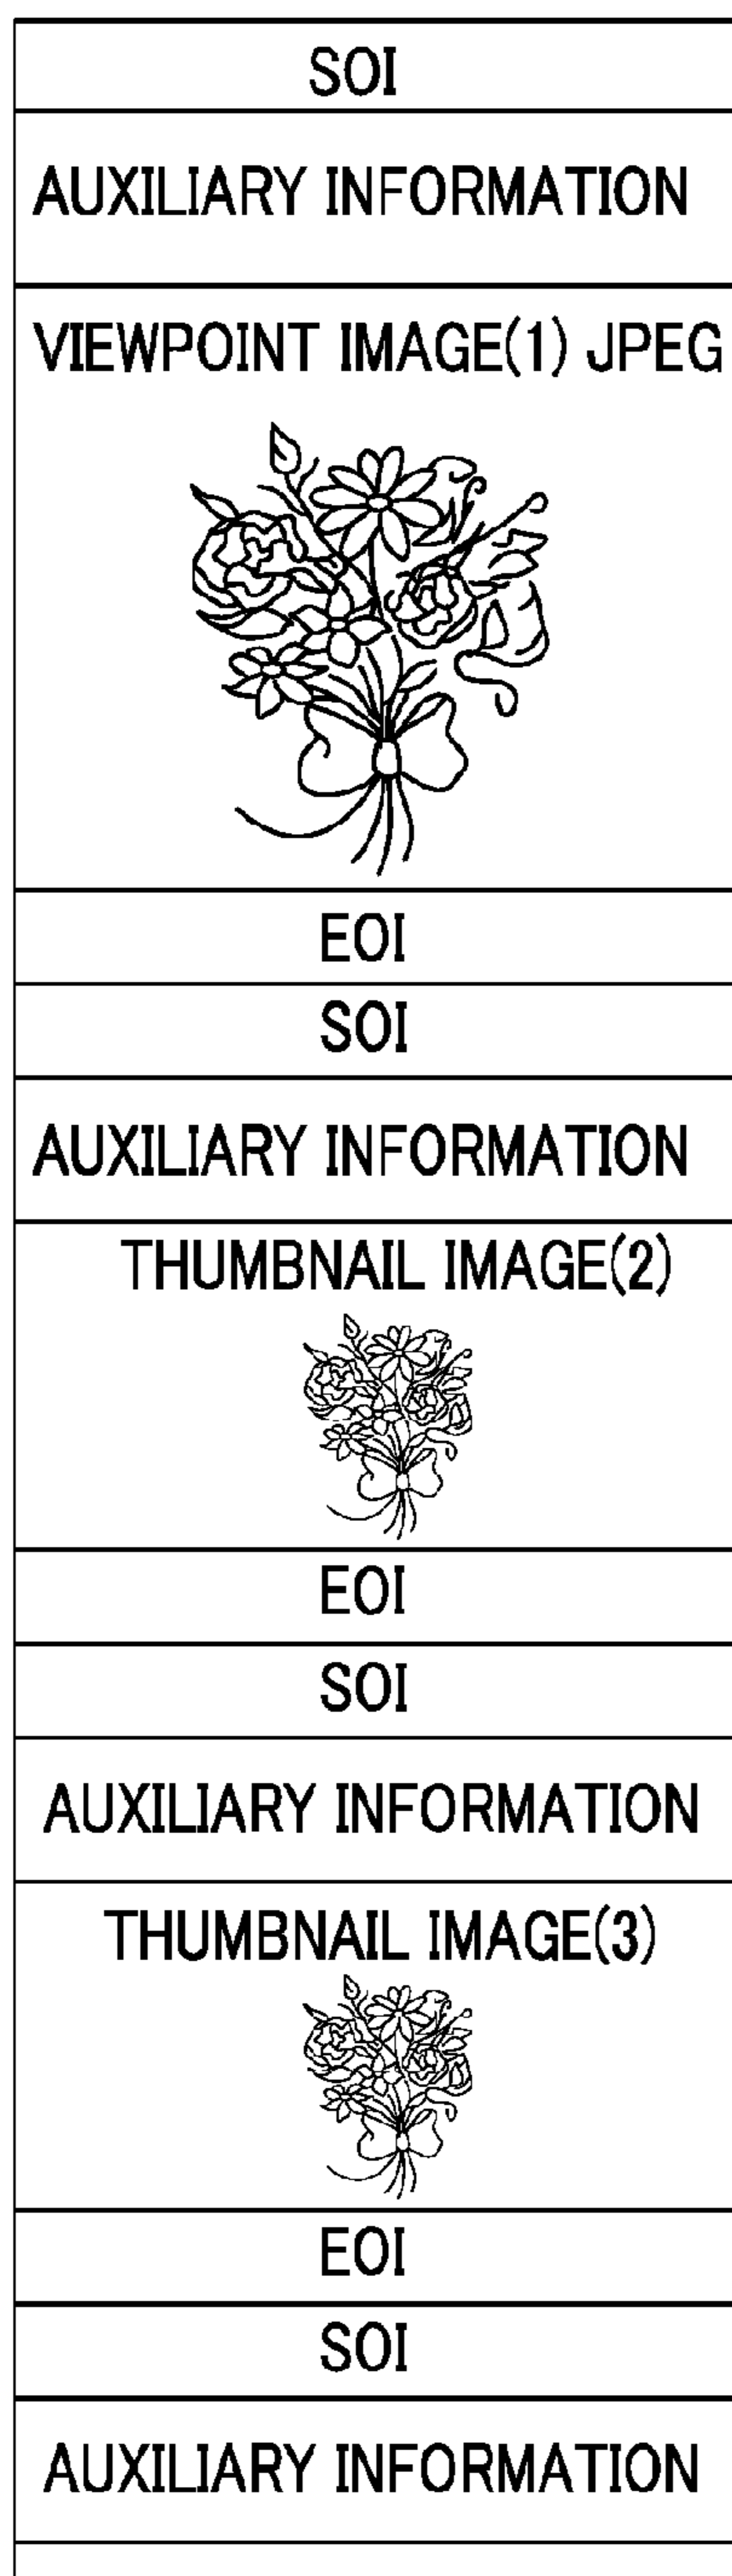 SOI
AUXILIARY INFORMATION
VIEWPOINT IMAGE(1) JPEG
EOI
SOI
AUXILIARY INFORMATION
THUMBNAIL IMAGE(2)
EOI
SOI
AUXILIARY INFORMATION
THUMBNAIL IMAGE(3)
EOI
SOI
AUXILIARY INFORMATION